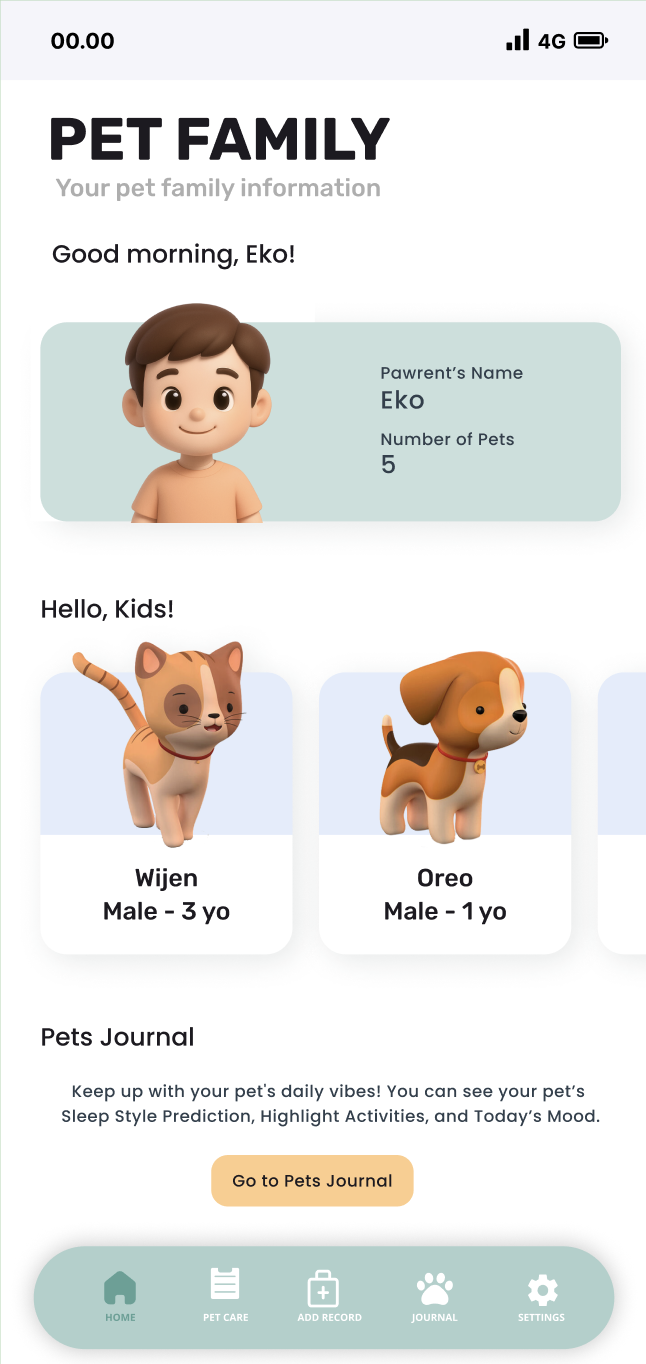 00.00
4G
PET FAMILY
Your pet family information
Good morning, Eko!
Pawrent’s Name
Eko
Number of Pets
5
Hello, Kids!
Wijen
Male - 3 yo
Oreo
Male - 1 yo
Pets Journal
Keep up with your pet's daily vibes! You can see your pet’s
Sleep Style Prediction, Highlight Activities, and Today’s Mood.
Go to Pets Journal
HOME
PET CARE
ADD RECORD
JOURNAL
SETTINGS